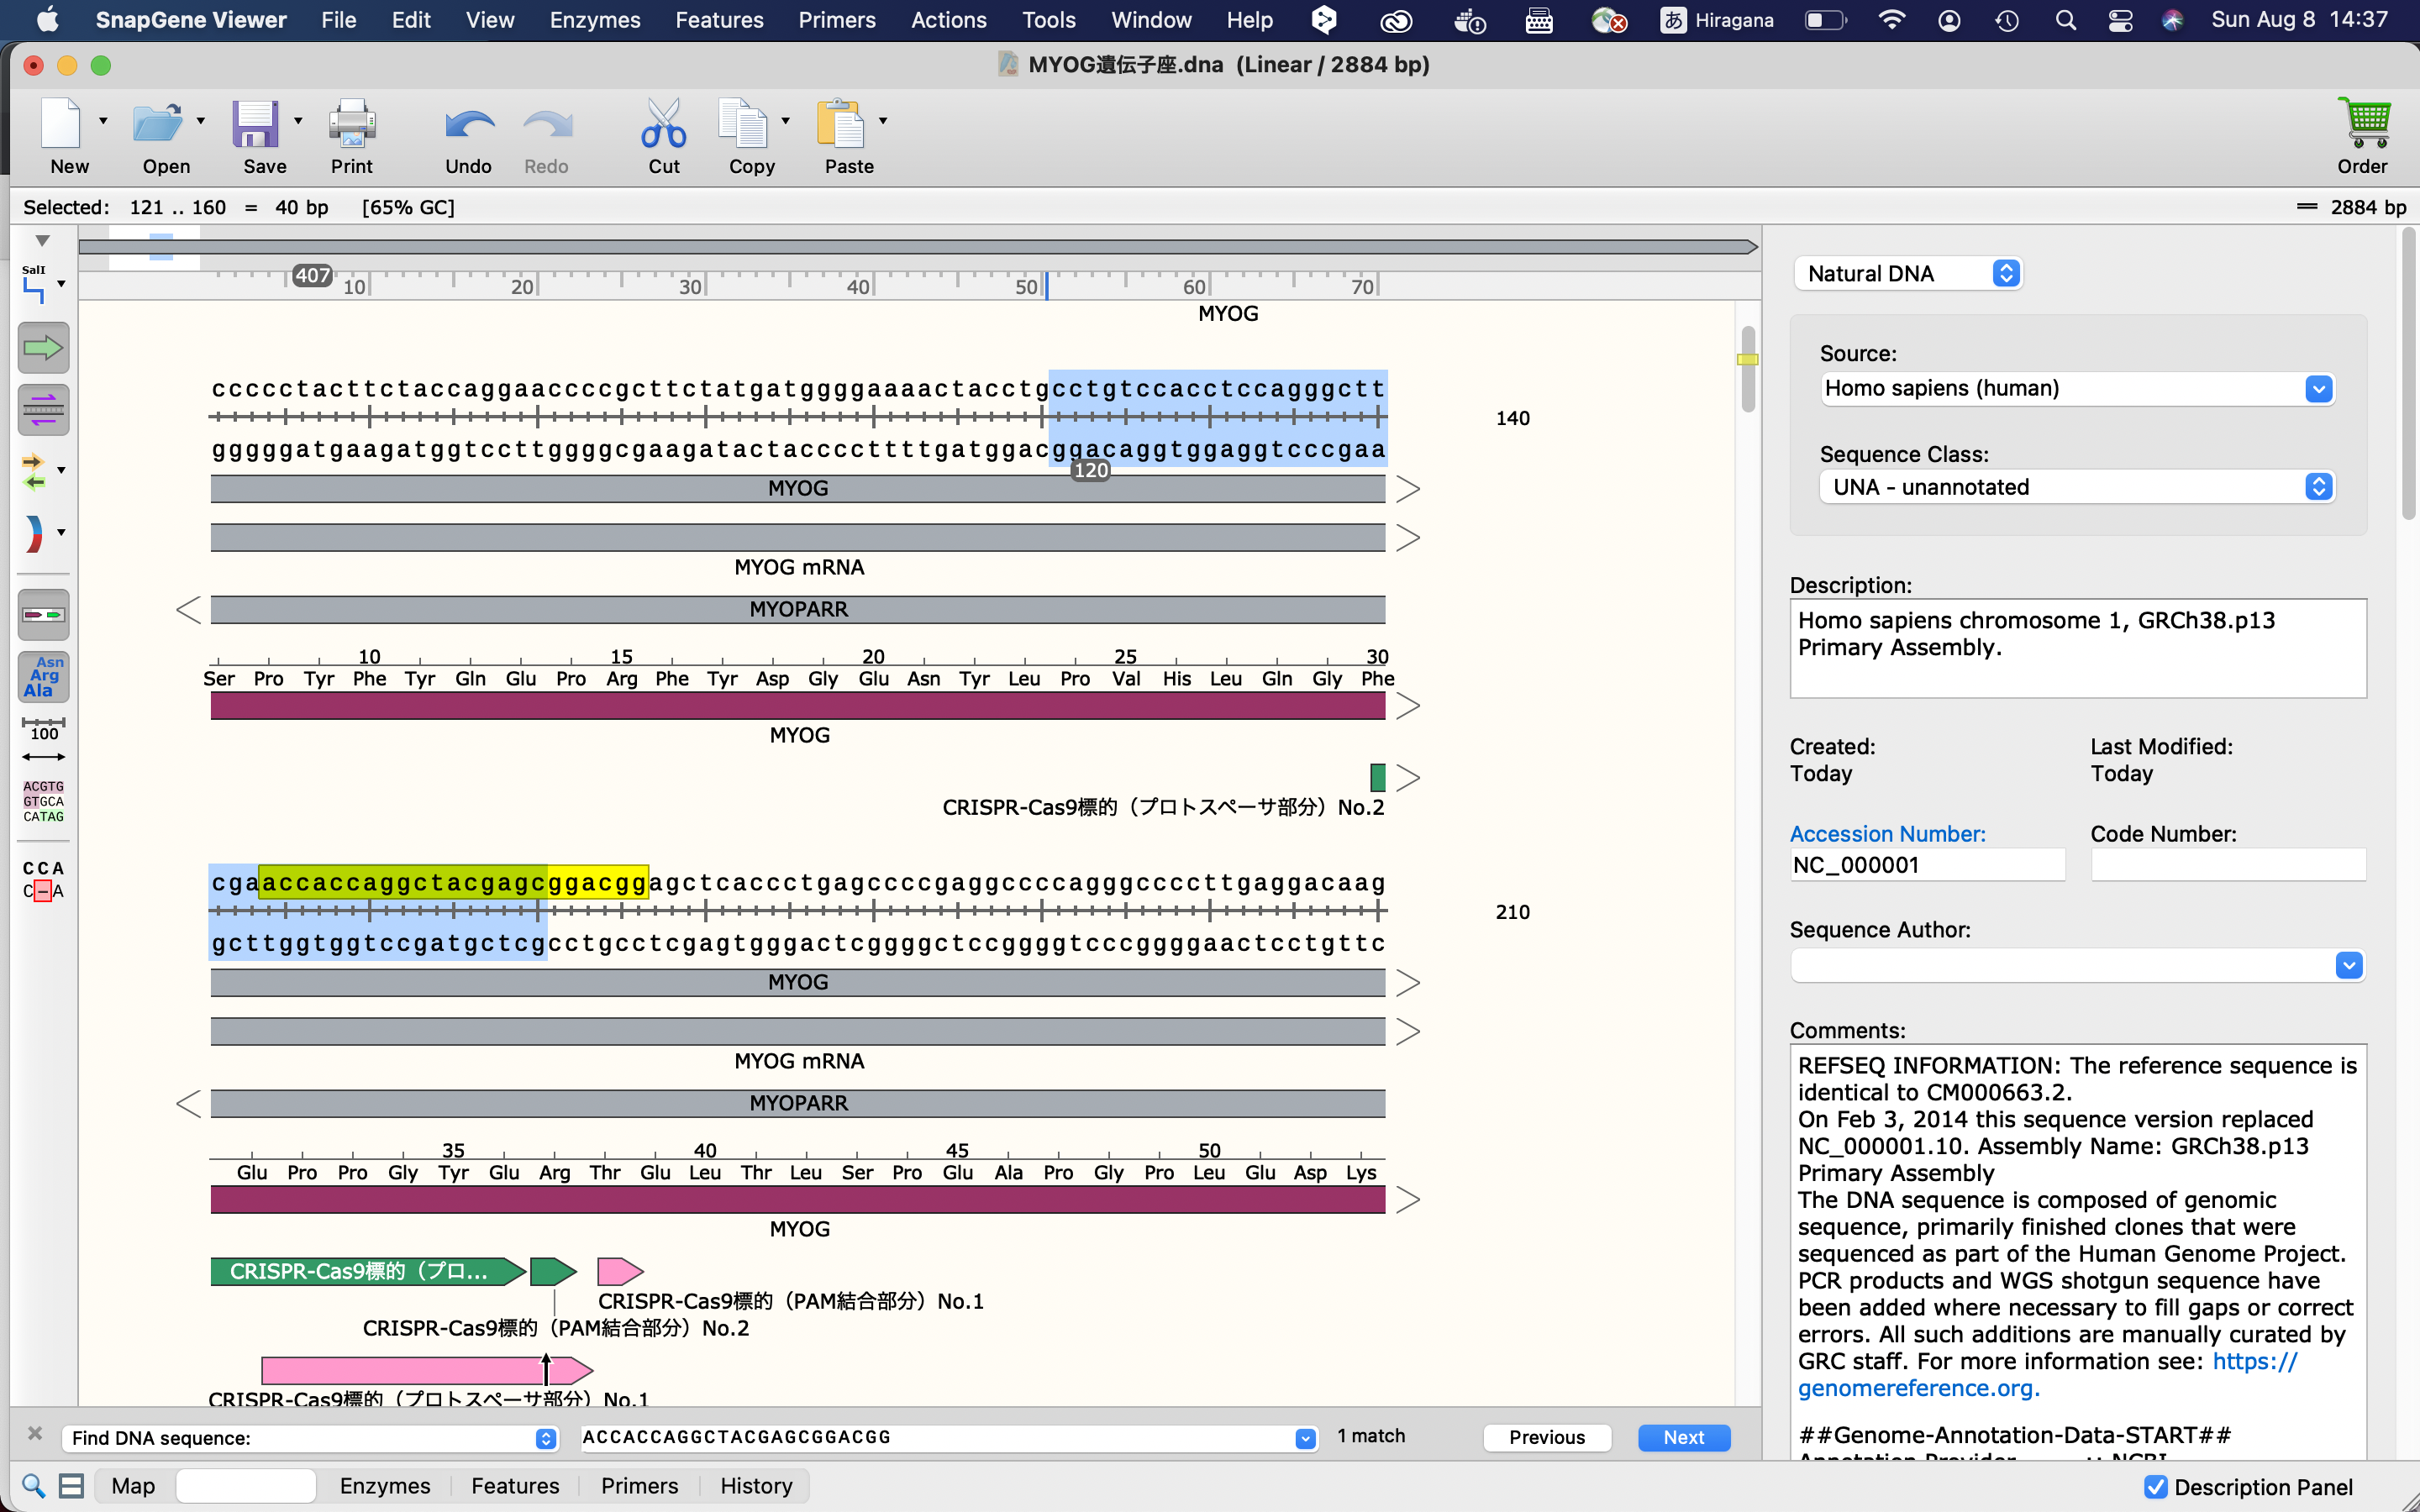 SnapGene Viewer File Edit View Enzymes Features Primers Actions Tools Window Help あ Hiragana Sun Aug 8 14:37
MYOG遺伝子座.dna (Linear / 2884 bp)
New Open Save Print Undo Redo Cut Copy Paste Order
Selected: 121 .. 160 = 40 bp [65% GC] 2884 bp
SalI
407 10 20 30 40 50 60 70
MYOG
ccccctacttctaccaggaaccccgcttctatgatggggaaaactacctgcctgtccacctccagggctt
140
gggggatgaagatggtccttggggcgaagatactaccccttttgatggacggacaggtggaggtcccgaa
120
MYOG
MYOG mRNA
MYOPARR
10 15 20 25 30
Ser Pro Tyr Phe Tyr Gln Glu Pro Arg Phe Tyr Asp Gly Glu Asn Tyr Leu Pro Val His Leu Gln Gly Phe
MYOG
CRISPR-Cas9標的（プロトスペーサ部分）No.2
cgaaccaccaggctacgagcggacggagctcaccctgagccccgaggccccagggccccttgaggacaag
210
gcttggtggtccgatgctcgcctgcctcgagtgggactcggggctccggggtcccggggaactcctgttc
MYOG
MYOG mRNA
MYOPARR
35 40 45 50
Glu Pro Pro Gly Tyr Glu Arg Thr Glu Leu Thr Leu Ser Pro Glu Ala Pro Gly Pro Leu Glu Asp Lys
MYOG
CRISPR-Cas9標的（プロ...
CRISPR-Cas9標的（PAM結合部分）No.1
CRISPR-Cas9標的（PAM結合部分）No.2
CRISPR-Cas9標的（プロトスペーサ部分）No.1
Asn
Arg
Ala
100
ACGTG
GTGCA
CATAG
CCA
C–A
Natural DNA
Source:
Homo sapiens (human)
Sequence Class:
UNA - unannotated
Description:
Homo sapiens chromosome 1, GRCh38.p13
Primary Assembly.
Created: Last Modified:
Today Today
Accession Number: Code Number:
NC_000001
Sequence Author:
Comments:
REFSEQ INFORMATION: The reference sequence is
identical to CM000663.2.
On Feb 3, 2014 this sequence version replaced
NC_000001.10. Assembly Name: GRCh38.p13
Primary Assembly
The DNA sequence is composed of genomic
sequence, primarily finished clones that were
sequenced as part of the Human Genome Project.
PCR products and WGS shotgun sequence have
been added where necessary to fill gaps or correct
errors. All such additions are manually curated by
GRC staff. For more information see: https://
genomereference.org.
##Genome-Annotation-Data-START##
Annotation Provider :: NCBI
Find DNA sequence: ACCACCAGGCTACGAGCGGACGG 1 match Previous Next
Map Enzymes Features Primers History Description Panel